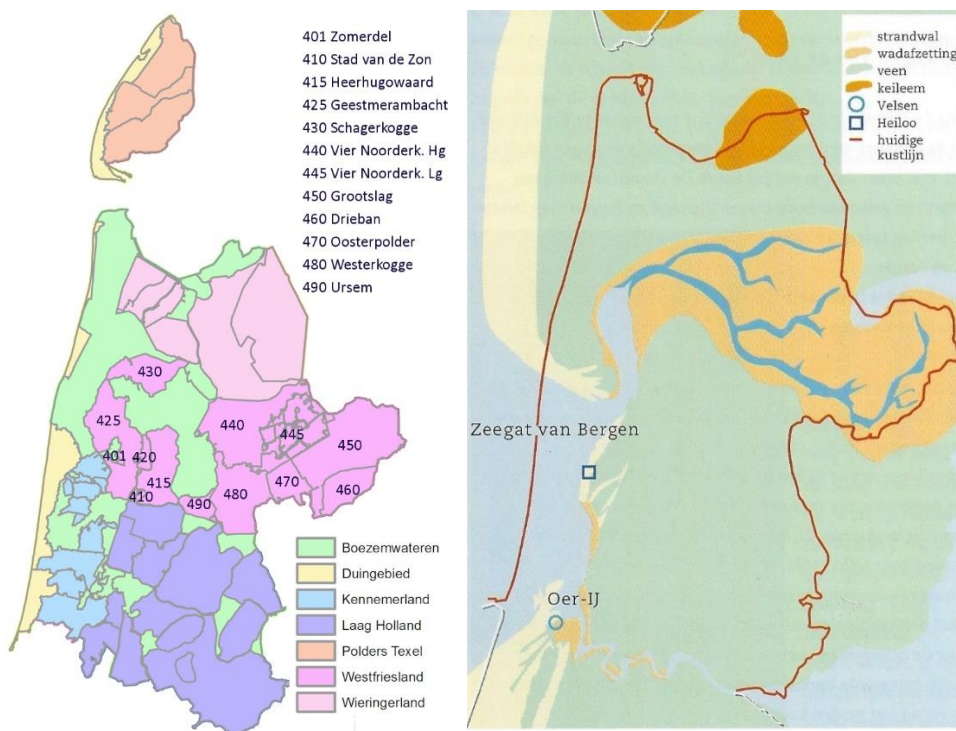 401 Zomerdel
410 Stad van de Zon
415 Heerhugowaard
425 Geestmerambacht
430 Schagerkogge
440 Vier Noorderk. Hg
445 Vier Noorderk. Lg
450 Grootslag
460 Drieban
470 Oosterpolder
480 Westerkogge
490 Ursem
430
425
440
445
450
401
420
415
480
470
460
410
490
Boezemwateren
Duingebied
Kennemerland
Laag Holland
Polders Texel
Westfriesland
Wieringerland
strandwal
wadafzetting
veen
keileem
Velsen
Heiloo
huidige
kustlijn
Zeegat van Bergen
Oer-IJ